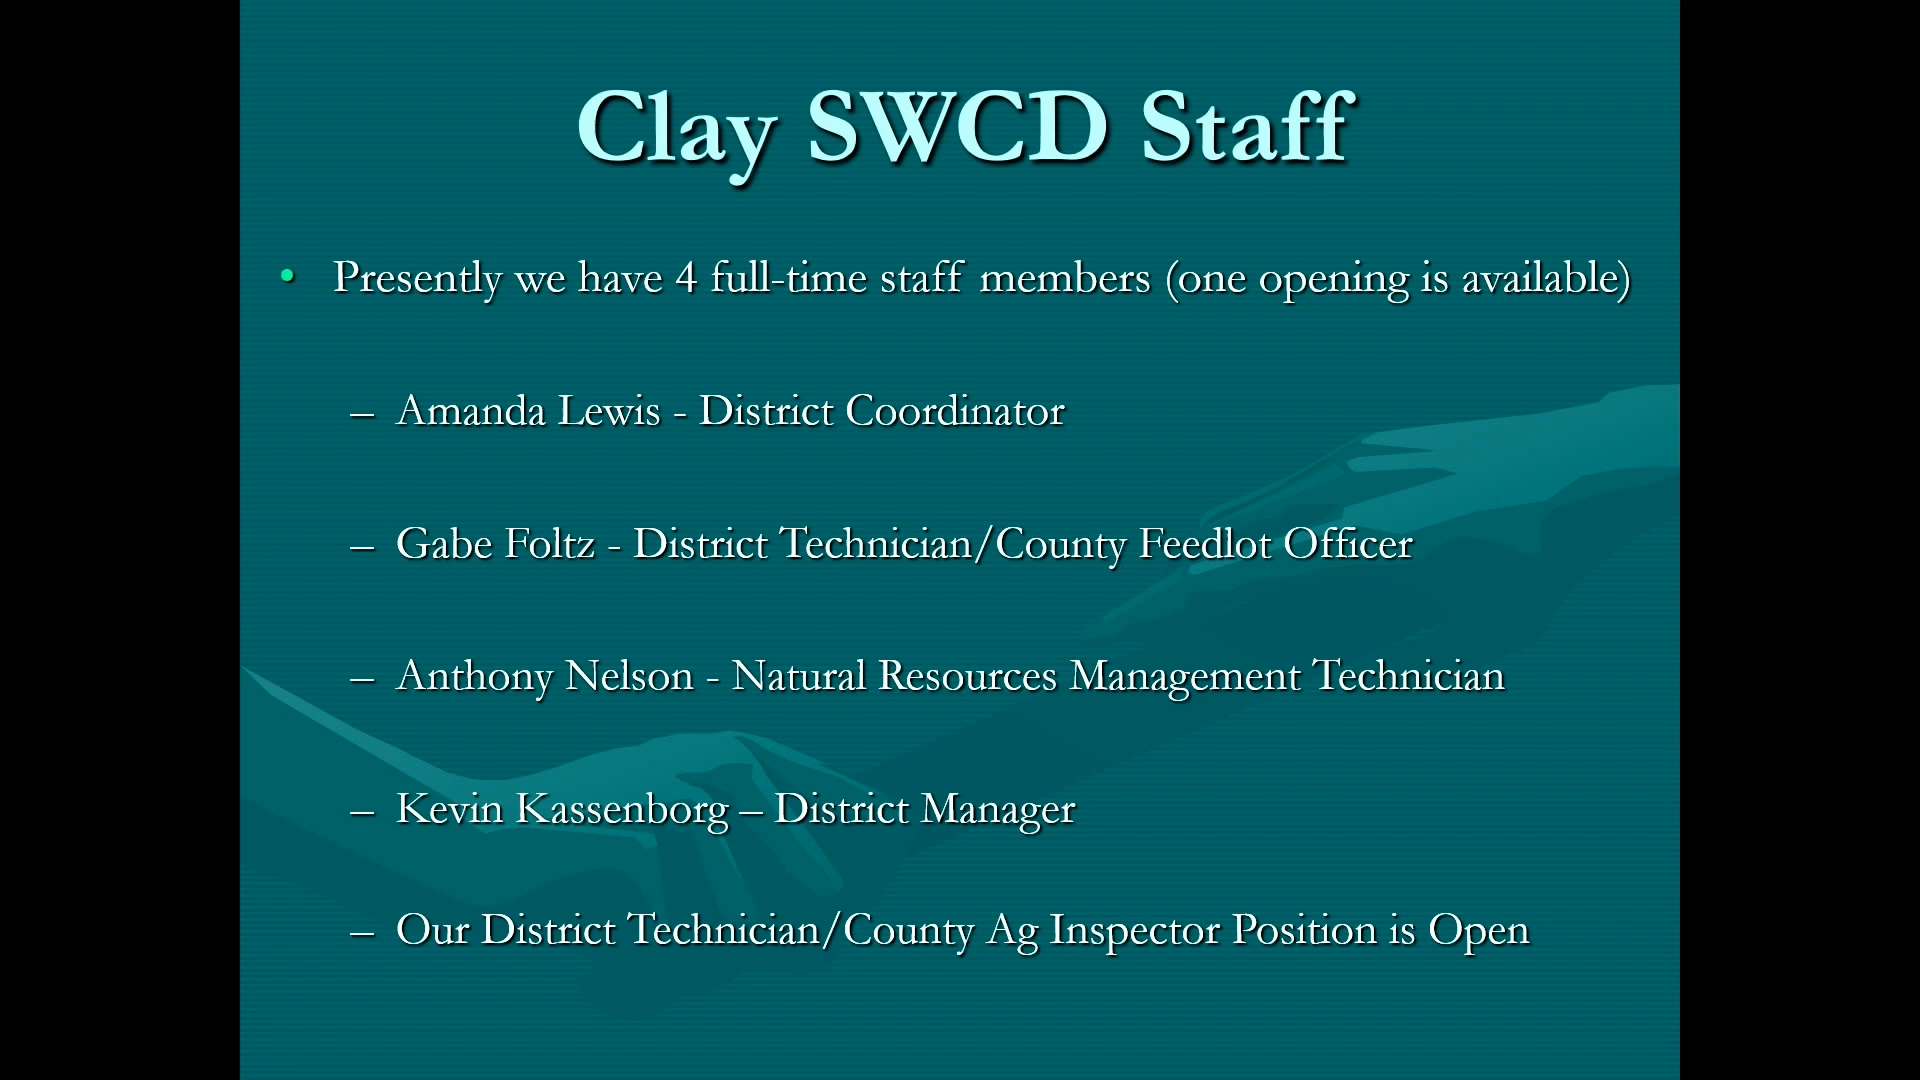 Clay SWCD Staff
• Presently we have 4 full-time staff members (one opening is available)
– Amanda Lewis - District Coordinator
– Gabe Foltz - District Technician/County Feedlot Officer
– Anthony Nelson - Natural Resources Management Technician
– Kevin Kassenborg – District Manager
– Our District Technician/County Ag Inspector Position is Open